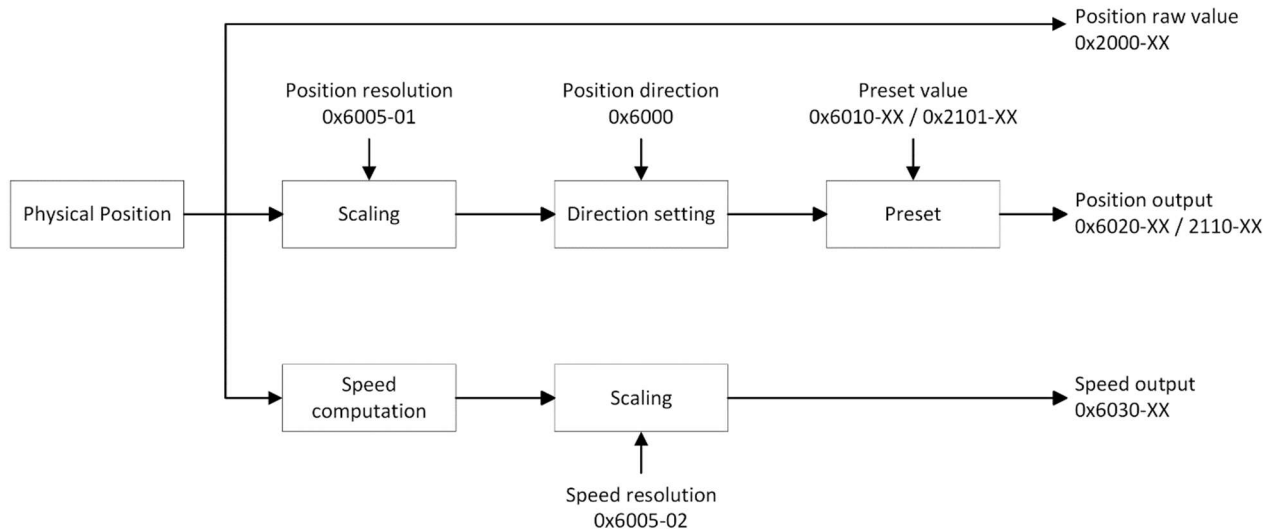 Position raw value
0x2000-XX
Position resolution
0x6005-01
Position direction
0x6000
Preset value
0x6010-XX / 0x2101-XX
Physical Position
Scaling
Direction setting
Preset
Position output
0x6020-XX / 2110-XX
Speed
computation
Scaling
Speed output
0x6030-XX
Speed resolution
0x6005-02